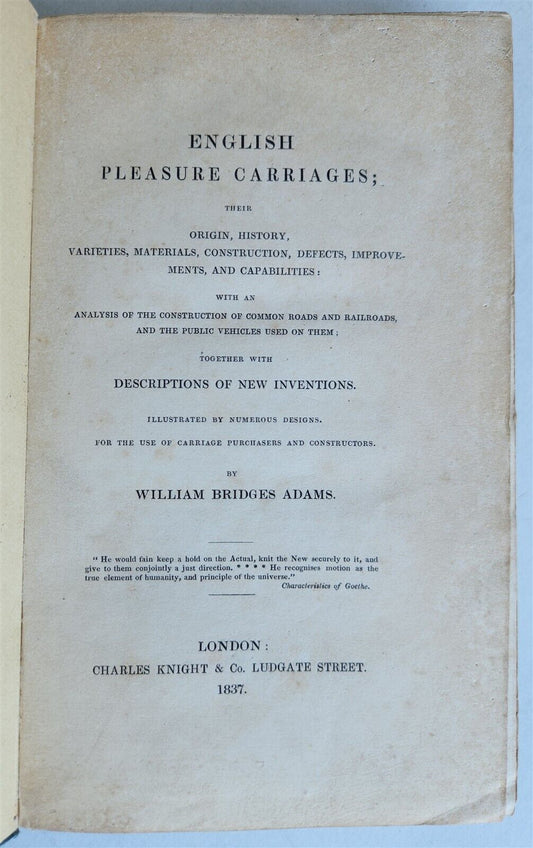 ENGLISH
PLEASURE CARRIAGES;
THEIR
ORIGIN, HISTORY,
VARIETIES, MATERIALS, CONSTRUCTION, DEFECTS, IMPROVE-
MENTS, AND CAPABILITIES:
WITH AN
ANALYSIS OF THE CONSTRUCTION OF COMMON ROADS AND RAILROADS,
AND THE PUBLIC VEHICLES USED ON THEM;
TOGETHER WITH
DESCRIPTIONS OF NEW INVENTIONS.
ILLUSTRATED BY NUMEROUS DESIGNS.
FOR THE USE OF CARRIAGE PURCHASERS AND CONSTRUCTORS.
BY
WILLIAM BRIDGES ADAMS.
" He would fain keep a hold on the Actual, knit the New securely to it, and
give to them conjointly a just direction. * * * * He recognises motion as the
true element of humanity, and principle of the universe."
Characteristics of Goethe.
LONDON:
CHARLES KNIGHT & Co. LUDGATE STREET.
1837.